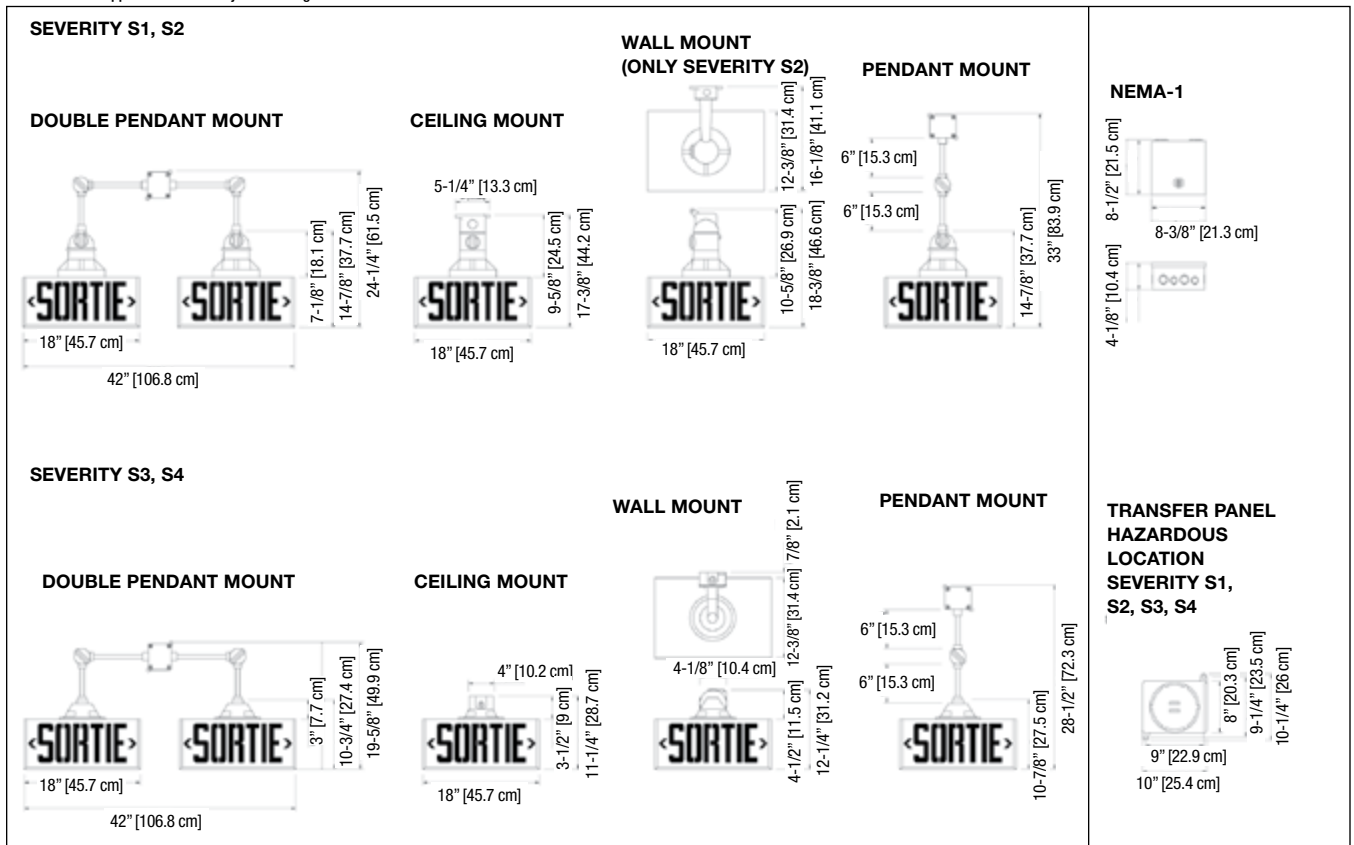 SEVERITY S1, S2
DOUBLE PENDANT MOUNT
‹SORTIE›
‹SORTIE›
18” [45.7 cm]
42” [106.8 cm]
7-1/8” [18.1 cm]
14-7/8” [37.7 cm]
24-1/4” [61.5 cm]
CEILING MOUNT
5-1/4” [13.3 cm]
‹SORTIE›
9-5/8” [24.5 cm]
17-3/8” [44.2 cm]
18” [45.7 cm]
WALL MOUNT
(ONLY SEVERITY S2)
12-3/8” [31.4 cm]
16-1/8” [41.1 cm]
‹SORTIE›
10-5/8” [26.9 cm]
18-3/8” [46.6 cm]
18” [45.7 cm]
PENDANT MOUNT
6” [15.3 cm]
6” [15.3 cm]
‹SORTIE›
14-7/8” [37.7 cm]
33” [83.9 cm]
NEMA-1
8-1/2” [21.5 cm]
8-3/8” [21.3 cm]
4-1/8” [10.4 cm]
SEVERITY S3, S4
DOUBLE PENDANT MOUNT
‹SORTIE›
‹SORTIE›
18” [45.7 cm]
42” [106.8 cm]
3” [7.7 cm]
10-3/4” [27.4 cm]
19-5/8” [49.9 cm]
CEILING MOUNT
4” [10.2 cm]
‹SORTIE›
3-1/2” [9 cm]
11-1/4” [28.7 cm]
18” [45.7 cm]
WALL MOUNT
7/8” [2.1 cm]
12-3/8” [31.4 cm]
4-1/8” [10.4 cm]
‹SORTIE›
4-1/2” [11.5 cm]
12-1/4” [31.2 cm]
PENDANT MOUNT
6” [15.3 cm]
6” [15.3 cm]
‹SORTIE›
10-7/8” [27.5 cm]
28-1/2” [72.3 cm]
TRANSFER PANEL
HAZARDOUS
LOCATION
SEVERITY S1,
S2, S3, S4
8” [20.3 cm]
9-1/4” [23.5 cm]
10-1/4” [26 cm]
9” [22.9 cm]
10” [25.4 cm]